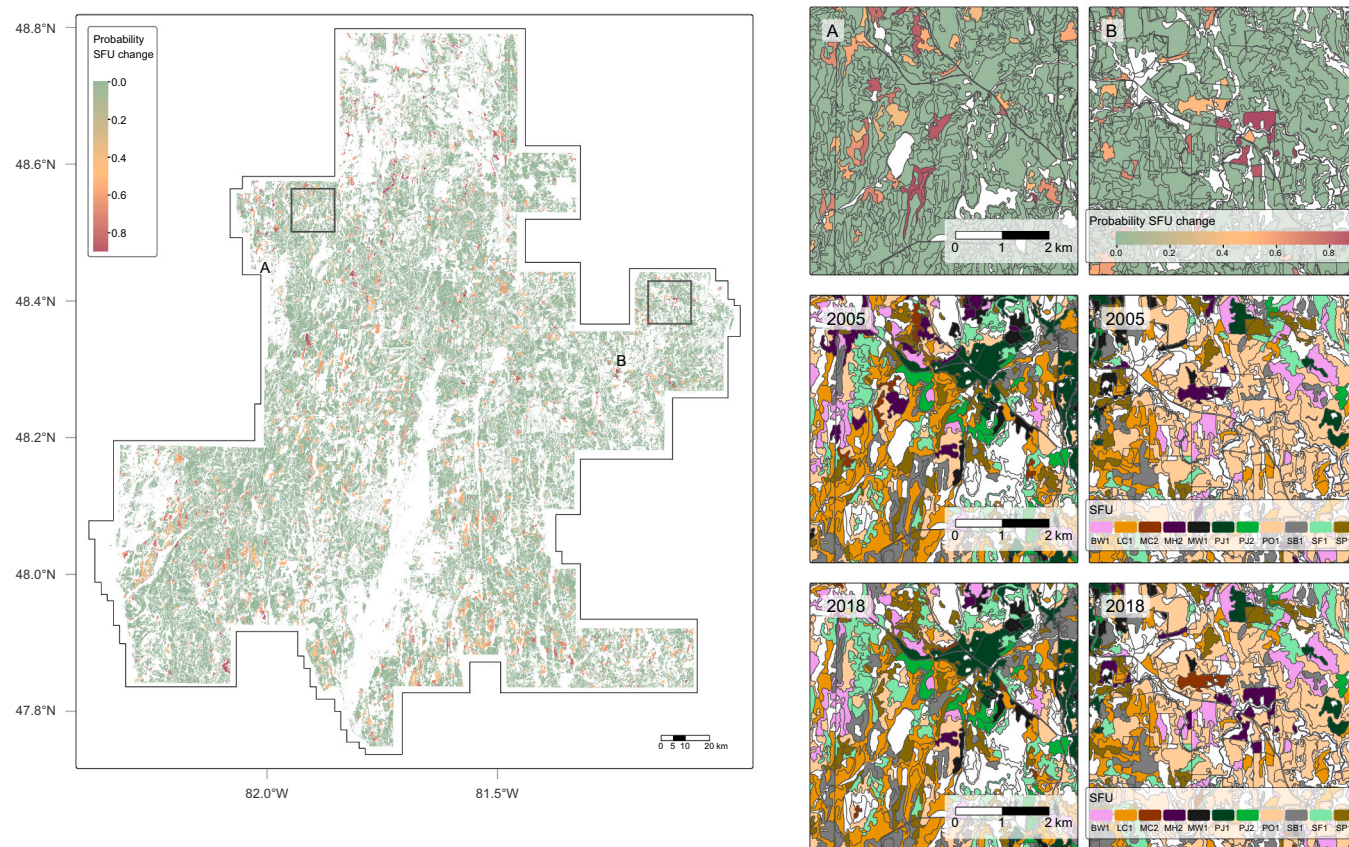 48.8°N
48.6°N
48.4°N
48.2°N
48.0°N
47.8°N
82.0°W
81.5°W
Probability
SFU change
0.0
0.2
0.4
0.6
0.8
A
B
0 5 10 20 km
A
0 1 2 km
B
Probability SFU change
0.0 0.2 0.4 0.6
2005
0 1 2 km
2005
SFU
BW1 LC1 MC2 MH2 MW1 PJ1 PJ2 PO1 SB1 SF1
2018
0 1 2 km
2018
SFU
BW1 LC1 MC2 MH2 MW1 PJ1 PJ2 PO1 SB1 SF1